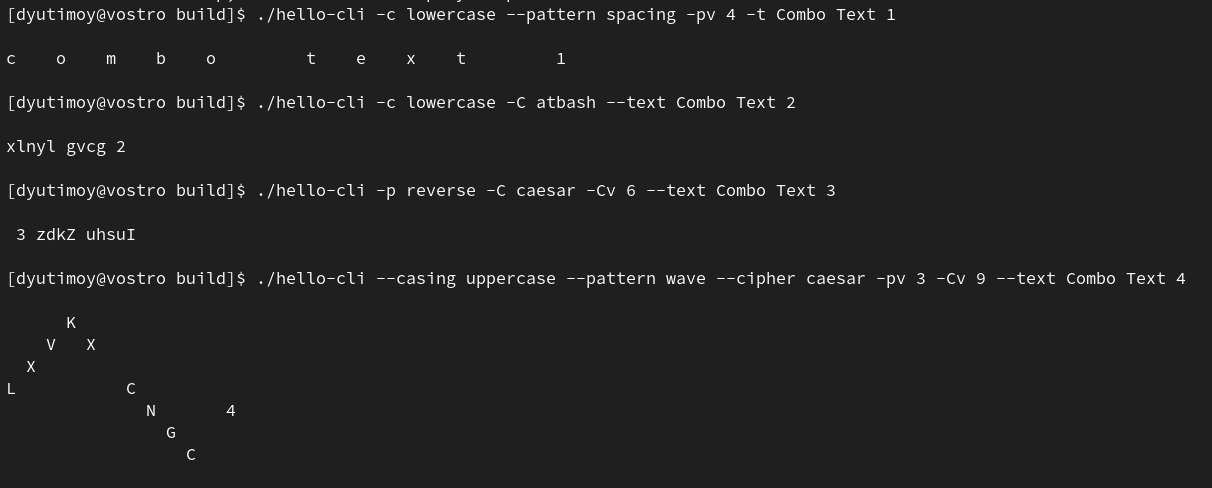 [dyutimoy@vostro build]$ ./hello-cli -c lowercase --pattern spacing -pv 4 -t Combo Text 1
c    o    m    b    o         t    e    x    t         1
[dyutimoy@vostro build]$ ./hello-cli -c lowercase -C atbash --text Combo Text 2
xlnyl gvcg 2
[dyutimoy@vostro build]$ ./hello-cli -p reverse -C caesar -Cv 6 --text Combo Text 3
 3 zdkZ uhsuI
[dyutimoy@vostro build]$ ./hello-cli --casing uppercase --pattern wave --cipher caesar -pv 3 -Cv 9 --text Combo Text 4
      K
    V   X
  X
L           C
              N       4
                G
                  C